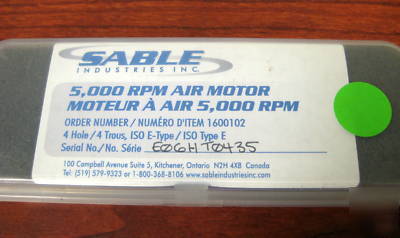 SABLE
INDUSTRIES INC.
5,000 RPM AIR MOTOR
MOTEUR À AIR 5,000 RPM
ORDER NUMBER / NUMÉRO D'ITEM 1600102
4 Hole / 4 Trous, ISO E-Type / ISO Type E
Serial No./No. Série E06HT0435
100 Campbell Avenue Suite 5, Kitchener, Ontario N2H 4X8 Canada
Tel: (519) 579-9323 or 1-800-368-8106 www.sableindustriesinc.com